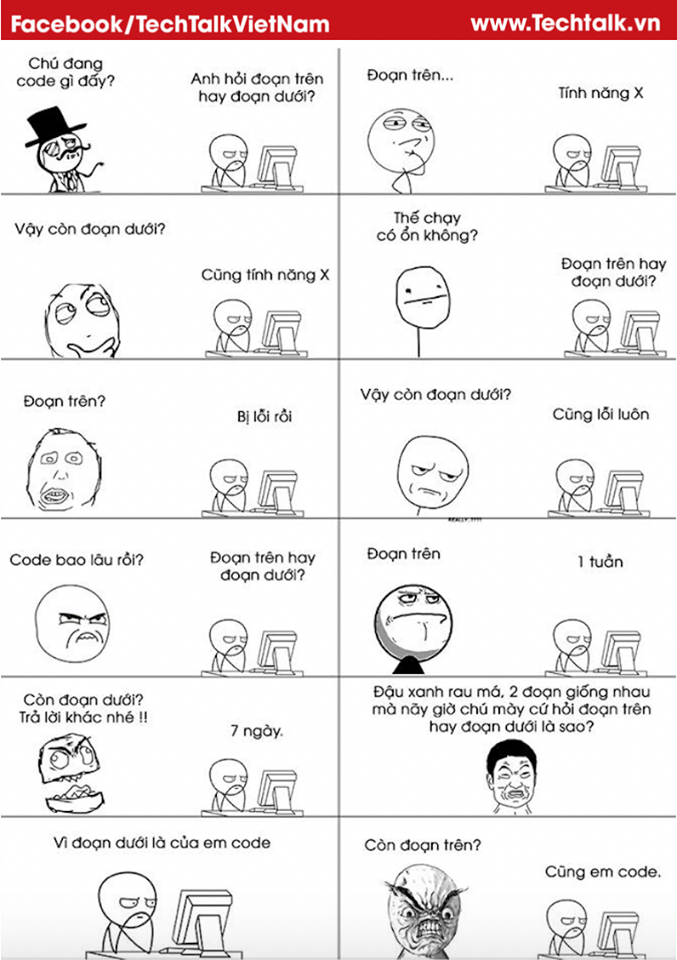 Facebook/TechTalkVietNam
www.Techtalk.vn
Chú đang
code gì đấy?
Anh hỏi đoạn trên
hay đoạn dưới?
Đoạn trên...
Tính năng X
Vậy còn đoạn dưới?
Cũng tính năng X
Thế chạy
có ổn không?
Đoạn trên hay
đoạn dưới?
Đoạn trên?
Bị lỗi rồi
Vậy còn đoạn dưới?
Cũng lỗi luôn
REALLY..????
Code bao lâu rồi?
Đoạn trên hay
đoạn dưới?
Đoạn trên
1 tuần
Còn đoạn dưới?
Trả lời khác nhé !!
7 ngày.
Đậu xanh rau má, 2 đoạn giống nhau
mà nãy giờ chú mày cứ hỏi đoạn trên
hay đoạn dưới là sao?
Vì đoạn dưới là của em code
Còn đoạn trên?
Cũng em code.